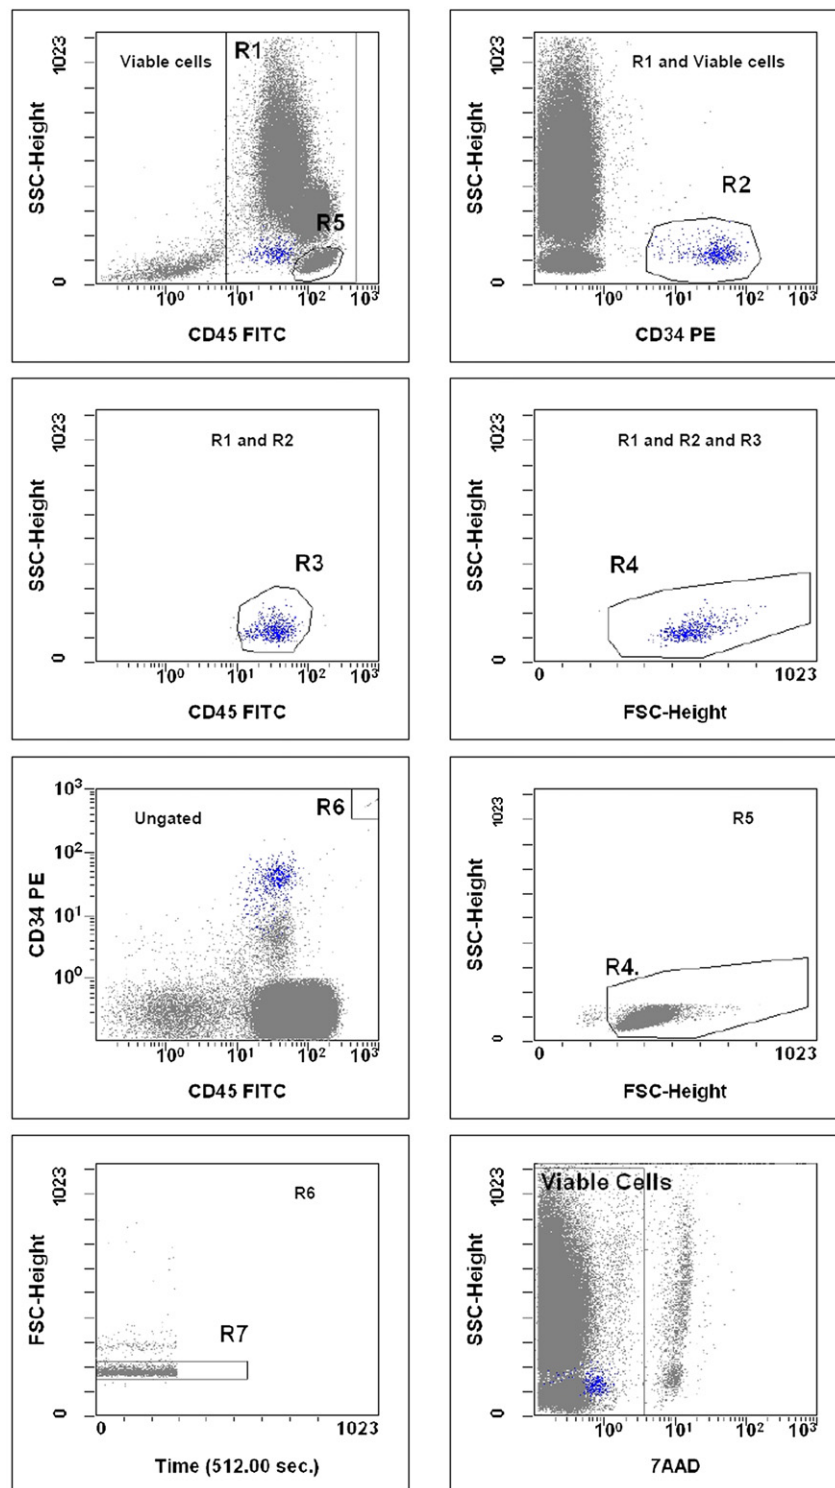 Viable cells
R1
R5
SSC-Height
1023
0
10⁰ 10¹ 10² 10³
CD45 FITC
R1 and Viable cells
R2
SSC-Height
1023
0
10⁰ 10¹ 10² 10³
CD34 PE
R1 and R2
R3
SSC-Height
1023
0
10⁰ 10¹ 10² 10³
CD45 FITC
R1 and R2 and R3
R4
SSC-Height
1023
0
0 1023
FSC-Height
Ungated
R6
CD34 PE
10³
10²
10¹
10⁰
10⁰ 10¹ 10² 10³
CD45 FITC
R5
R4.
SSC-Height
1023
0
0 1023
FSC-Height
R6
R7
FSC-Height
1023
0
0 1023
Time (512.00 sec.)
Viable Cells
SSC-Height
1023
0
10⁰ 10¹ 10² 10³
7AAD